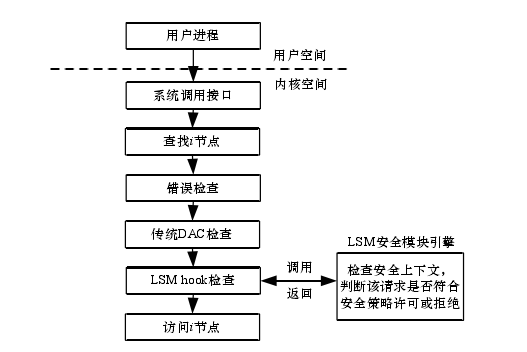 用户进程
用户空间
内核空间
系统调用接口
查找i节点
错误检查
传统DAC检查
LSM安全模块引擎
LSM hook检查
调用
返回
检查安全上下文,
判断该请求是否符合
安全策略许可或拒绝
访问i节点